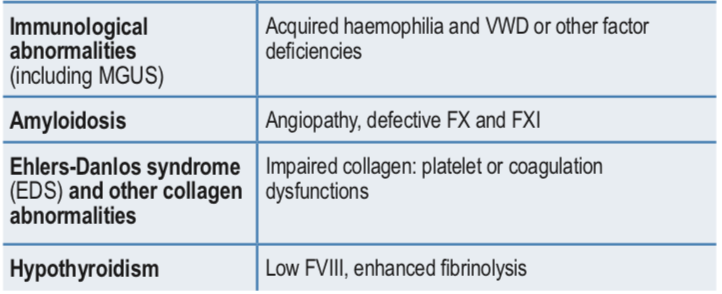 Immunological
abnormalities
(including MGUS)
Acquired haemophilia and VWD or other factor
deficiencies
Amyloidosis
Angiopathy, defective FX and FXI
Ehlers-Danlos syndrome
(EDS) and other collagen
abnormalities
Impaired collagen: platelet or coagulation
dysfunctions
Hypothyroidism
Low FVIII, enhanced fibrinolysis